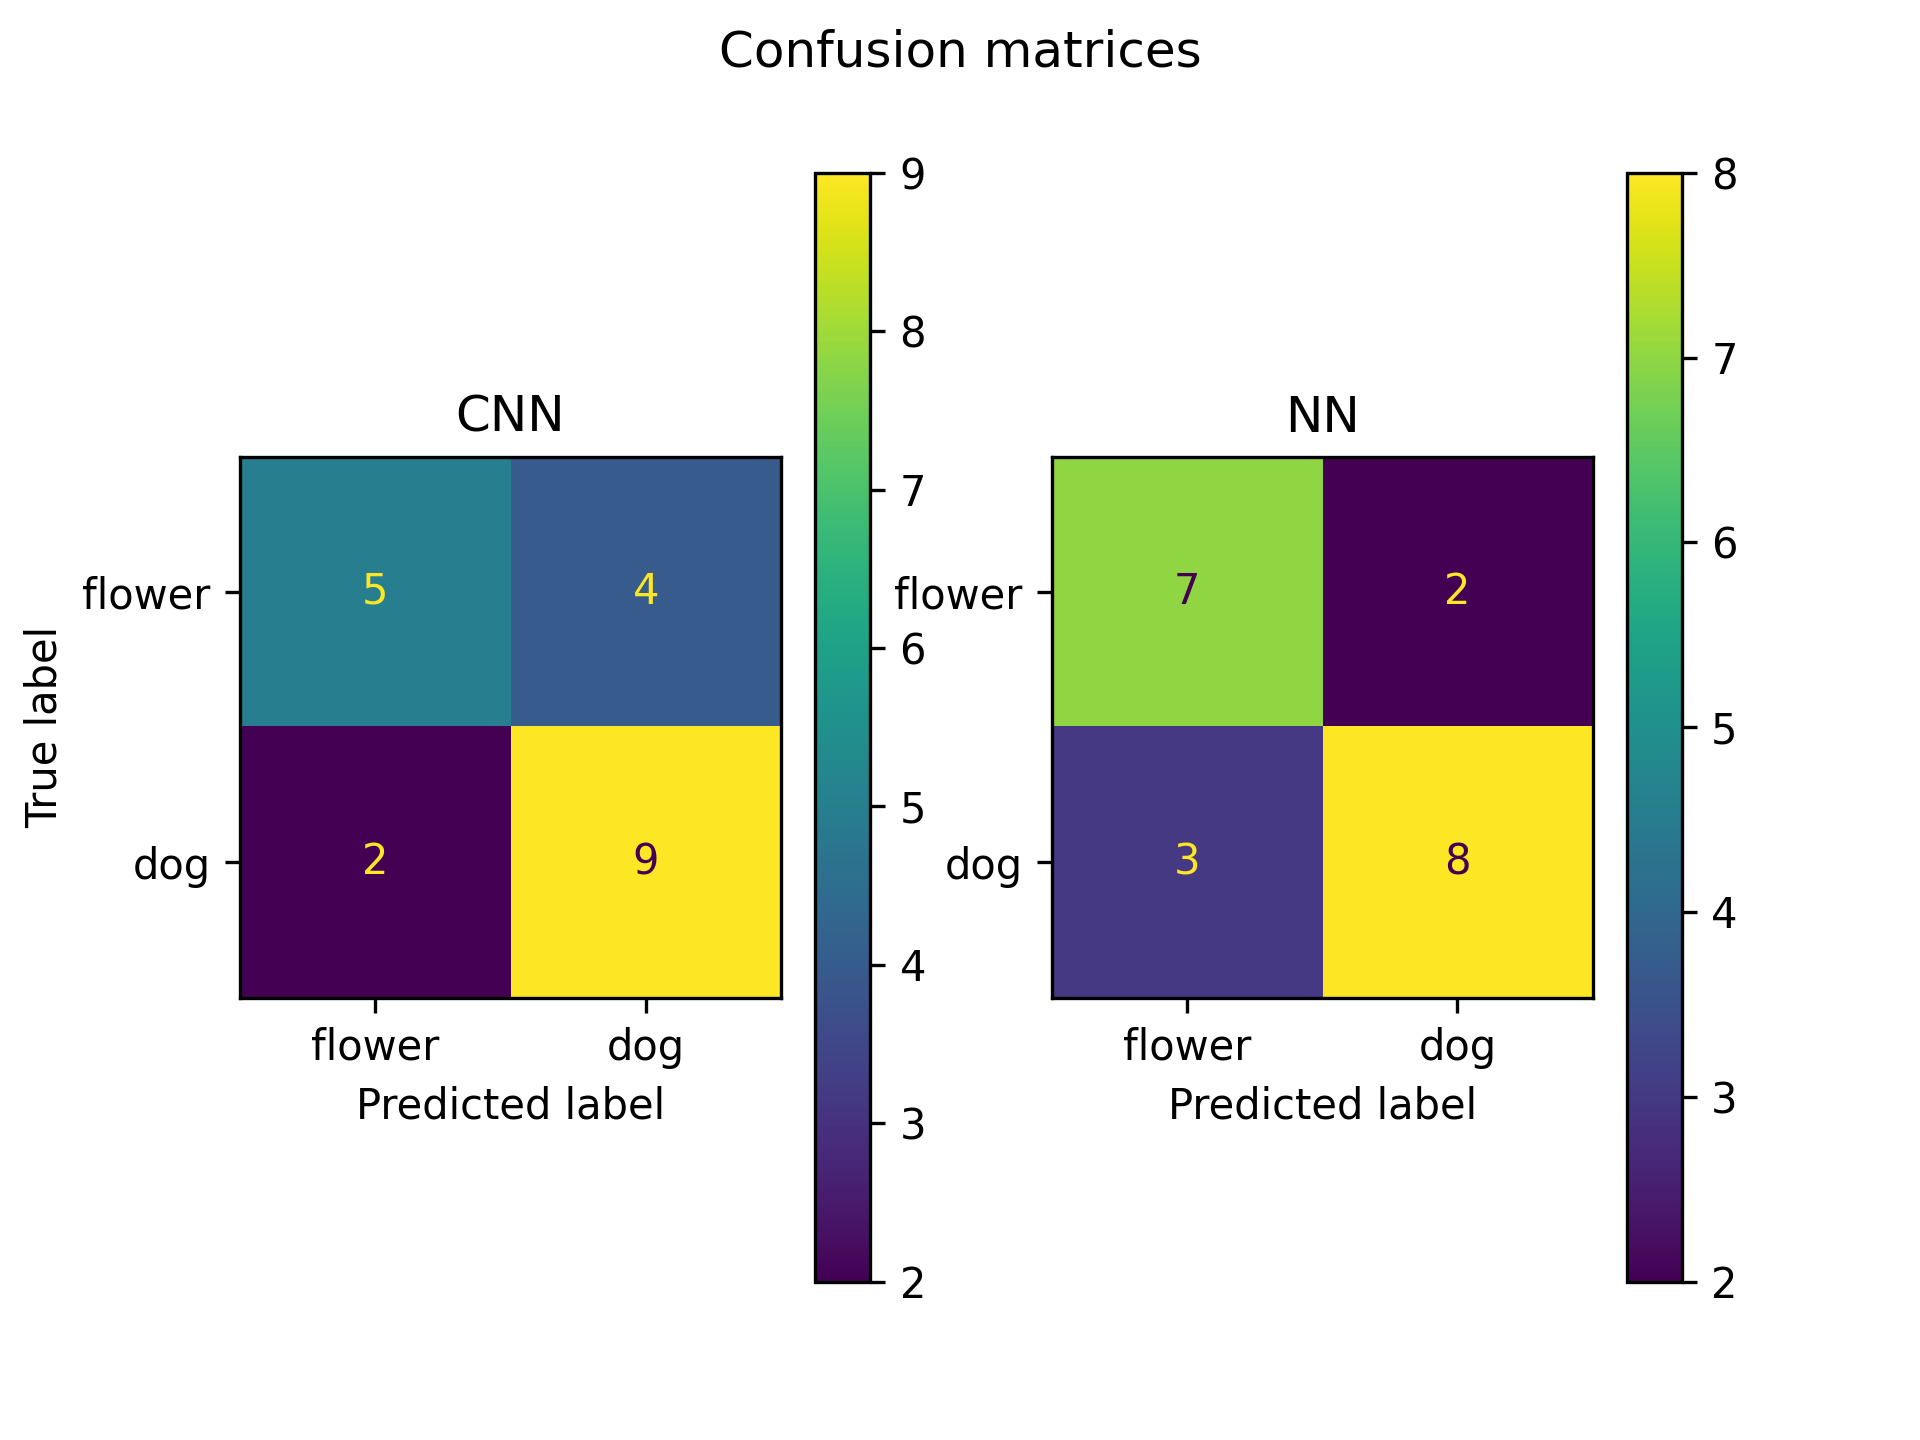 Confusion matrices
CNN
True label
flower
dog
5 4
2 9
flower dog
Predicted label
9
8
7
6
5
4
3
2
NN
flower
dog
7 2
3 8
flower dog
Predicted label
8
7
6
5
4
3
2